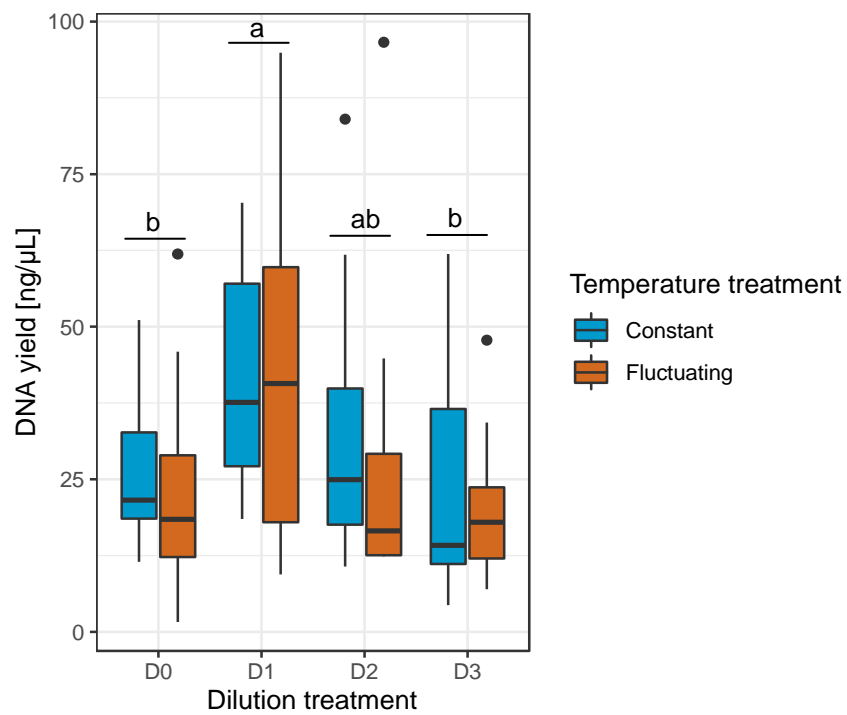 100
75
50
25
0
DNA yield [ng/µL]
b
a
ab
b
D0
D1
D2
D3
Dilution treatment
Temperature treatment
Constant
Fluctuating